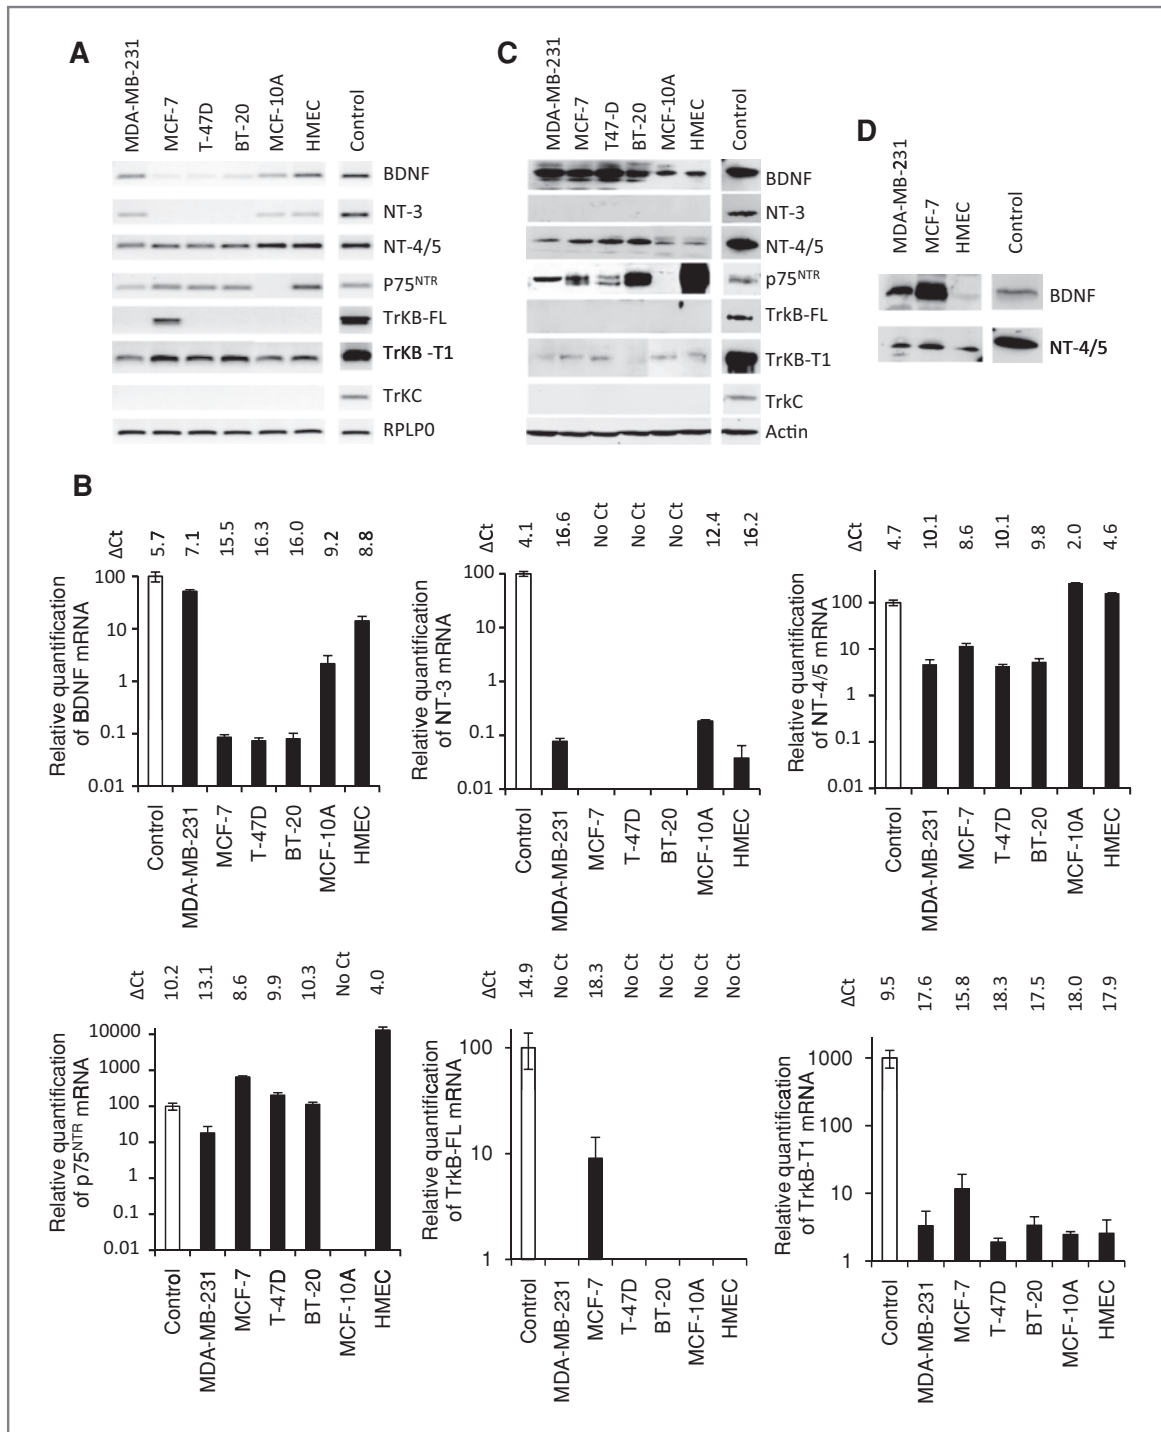 A
MDA-MB-231
MCF-7
T-47D
BT-20
MCF-10A
HMEC
Control
BDNF
NT-3
NT-4/5
P75NTR
TrKB-FL
TrKB -T1
TrKC
RPLP0
C
MDA-MB-231
MCF-7
T47-D
BT-20
MCF-10A
HMEC
Control
BDNF
NT-3
NT-4/5
p75NTR
TrkB-FL
TrKB-T1
TrkC
Actin
D
MDA-MB-231
MCF-7
HMEC
Control
BDNF
NT-4/5
B
ΔCt 5.7 7.1 15.5 16.3 16.0 9.2 8.8
Relative quantification
of BDNF mRNA
100
10
1
0.1
0.01
Control
MDA-MB-231
MCF-7
T-47D
BT-20
MCF-10A
HMEC
ΔCt 4.1 16.6 No Ct No Ct No Ct 12.4 16.2
Relative quantification
of NT-3 mRNA
100
10
1
0.1
0.01
Control
MDA-MB-231
MCF-7
T-47D
BT-20
MCF-10A
HMEC
ΔCt 4.7 10.1 8.6 10.1 9.8 2.0 4.6
Relative quantification
of NT-4/5 mRNA
100
10
1
0.1
0.01
Control
MDA-MB-231
MCF-7
T-47D
BT-20
MCF-10A
HMEC
ΔCt 10.2 13.1 8.6 9.9 10.3 No Ct 4.0
Relative quantification
of p75NTR mRNA
10000
1000
100
10
1
0.1
0.01
Control
MDA-MB-231
MCF-7
T-47D
BT-20
MCF-10A
HMEC
ΔCt 14.9 No Ct 18.3 No Ct No Ct No Ct No Ct
Relative quantification
of TrkB-FL mRNA
100
10
1
Control
MDA-MB-231
MCF-7
T-47D
BT-20
MCF-10A
HMEC
ΔCt 9.5 17.6 15.8 18.3 17.5 18.0 17.9
Relative quantification
of TrkB-T1 mRNA
1000
100
10
1
Control
MDA-MB-231
MCF-7
T-47D
BT-20
MCF-10A
HMEC